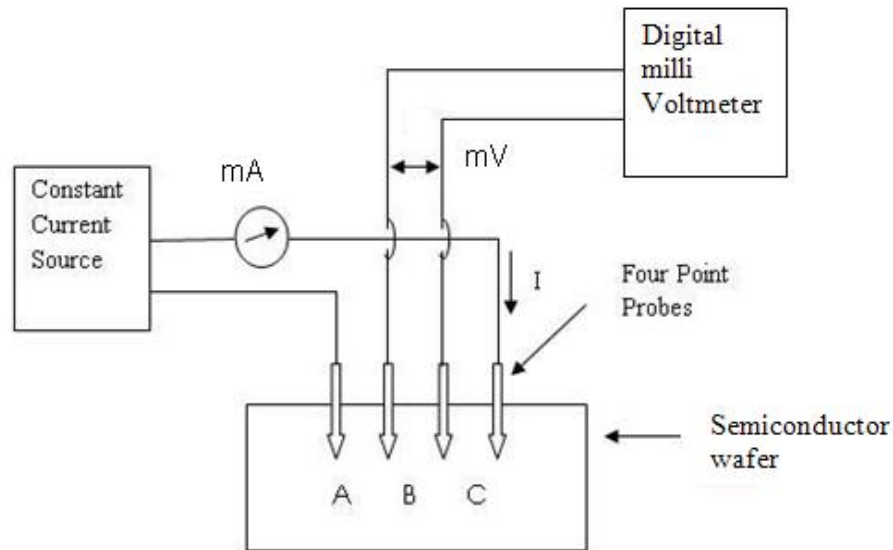 Digital
milli
Voltmeter
mA
mV
Constant
Current
Source
I
Four Point
Probes
Semiconductor
wafer
A B C